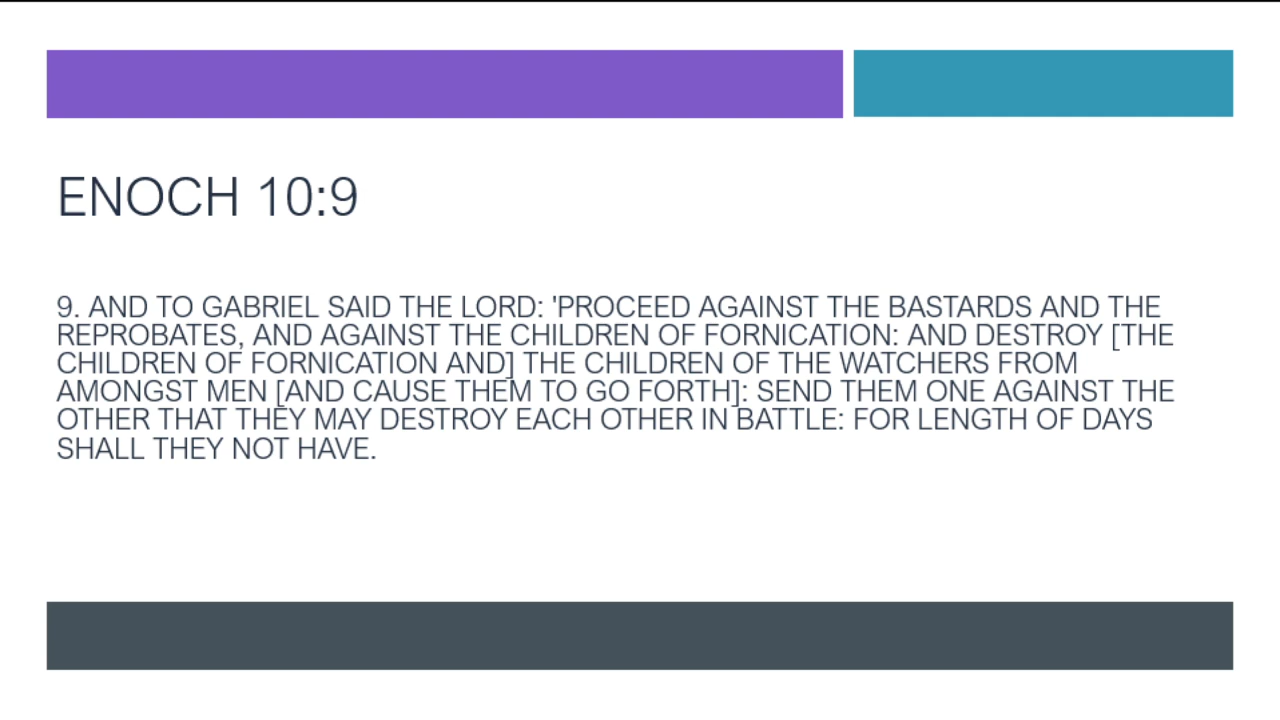 ENOCH 10:9
9. AND TO GABRIEL SAID THE LORD: 'PROCEED AGAINST THE BASTARDS AND THE
REPROBATES, AND AGAINST THE CHILDREN OF FORNICATION: AND DESTROY [THE
CHILDREN OF FORNICATION AND] THE CHILDREN OF THE WATCHERS FROM
AMONGST MEN [AND CAUSE THEM TO GO FORTH]: SEND THEM ONE AGAINST THE
OTHER THAT THEY MAY DESTROY EACH OTHER IN BATTLE: FOR LENGTH OF DAYS
SHALL THEY NOT HAVE.